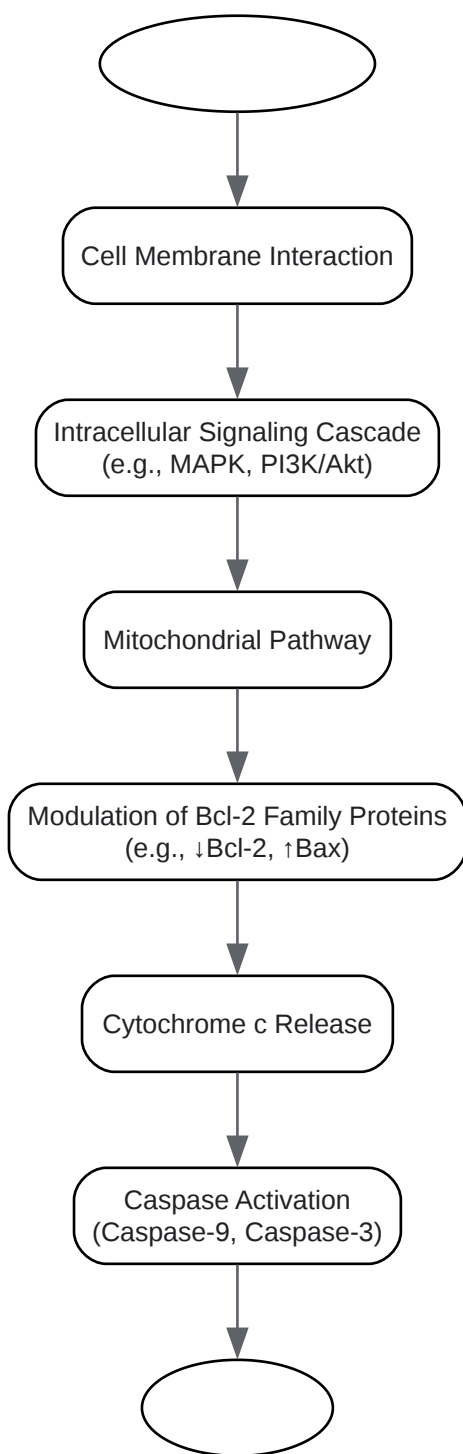 Cell Membrane Interaction
Intracellular Signaling Cascade
(e.g., MAPK, PI3K/Akt)
Mitochondrial Pathway
Modulation of Bcl-2 Family Proteins
(e.g., ↓Bcl-2, ↑Bax)
Cytochrome c Release
Caspase Activation
(Caspase-9, Caspase-3)